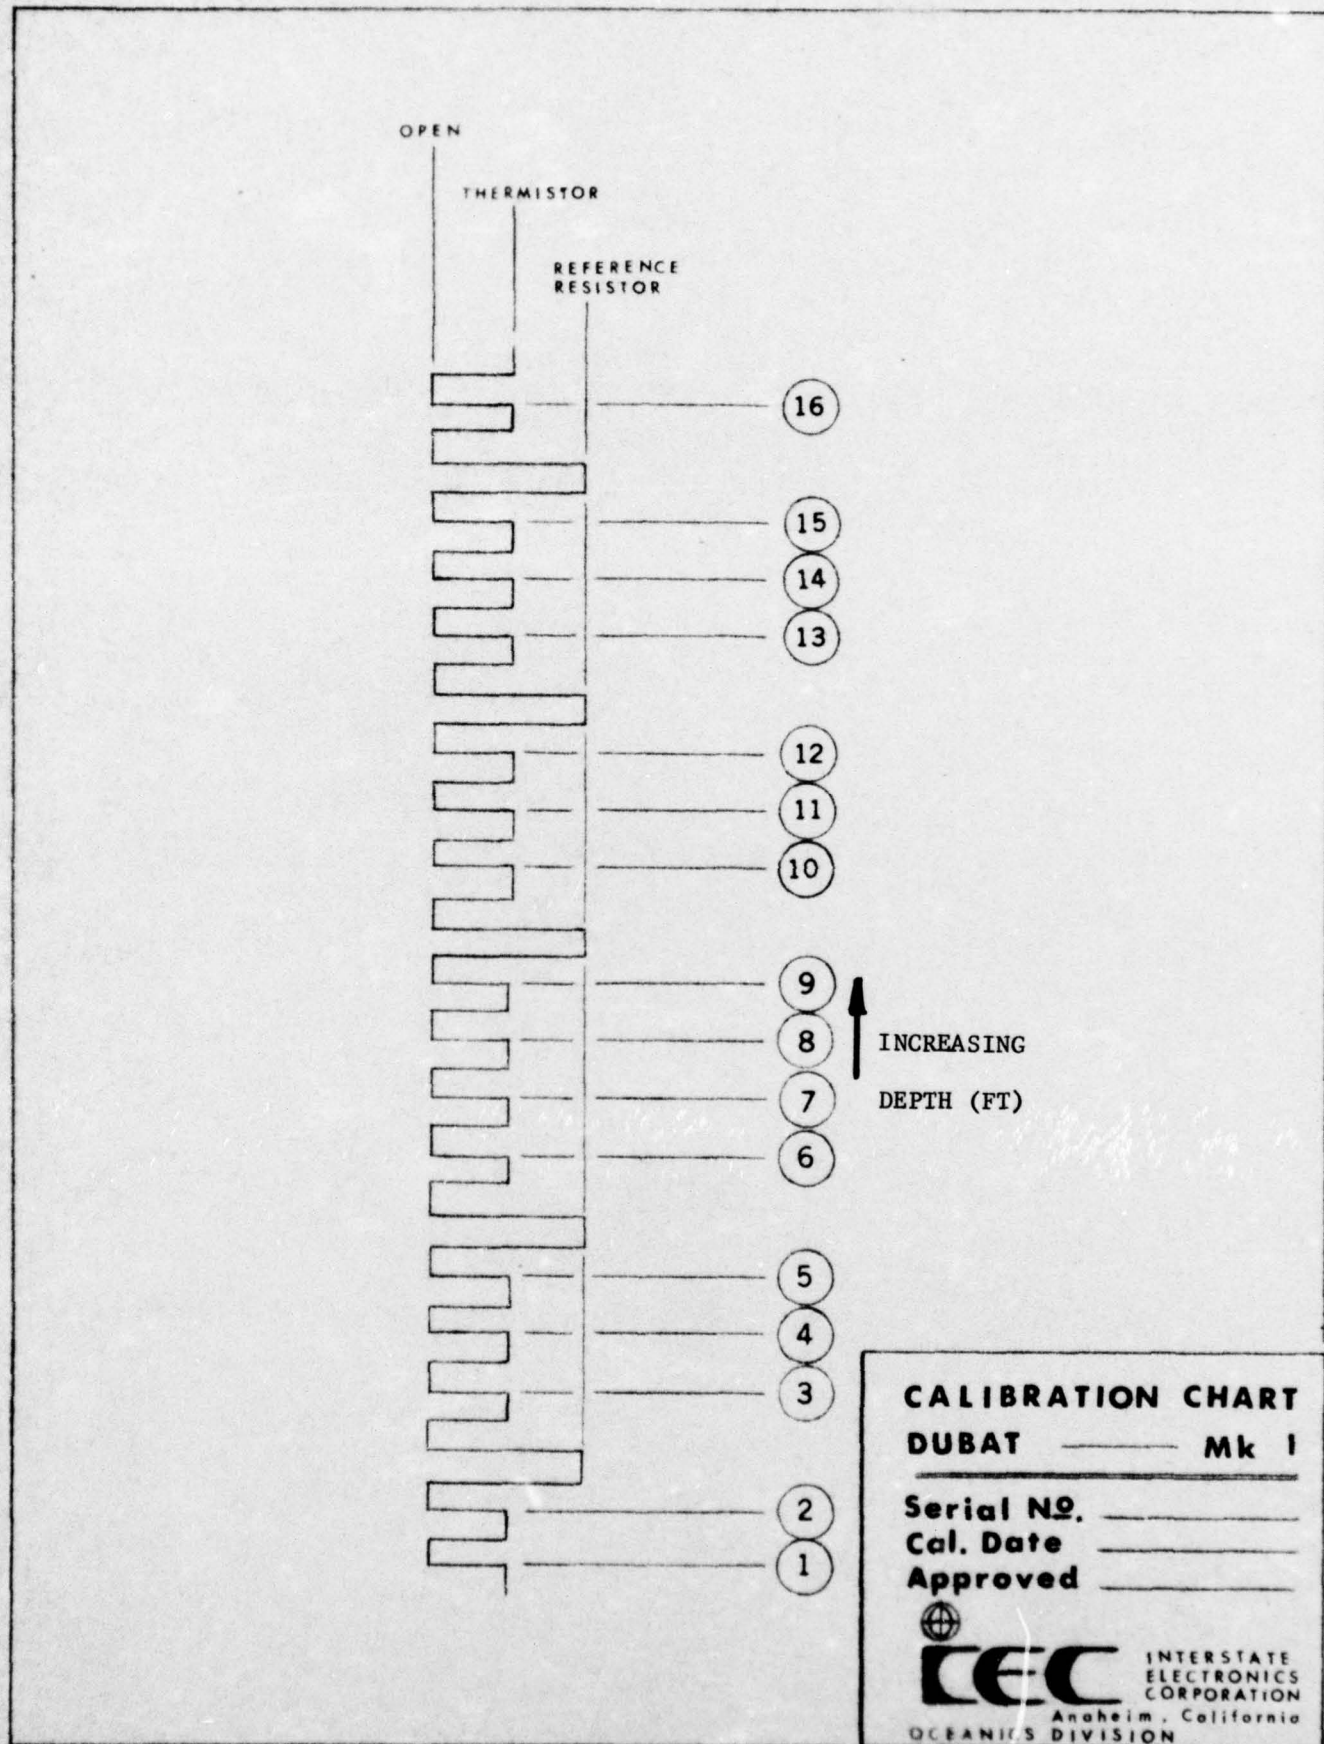 OPEN
THERMISTOR
REFERENCE
RESISTOR
16
15
14
13
12
11
10
9
8
INCREASING
7
DEPTH (FT)
6
5
4
3
2
1
CALIBRATION CHART
DUBAT Mk I
Serial Nº.
Cal. Date
Approved
IEC
INTERSTATE
ELECTRONICS
CORPORATION
Anaheim, California
OCEANICS DIVISION